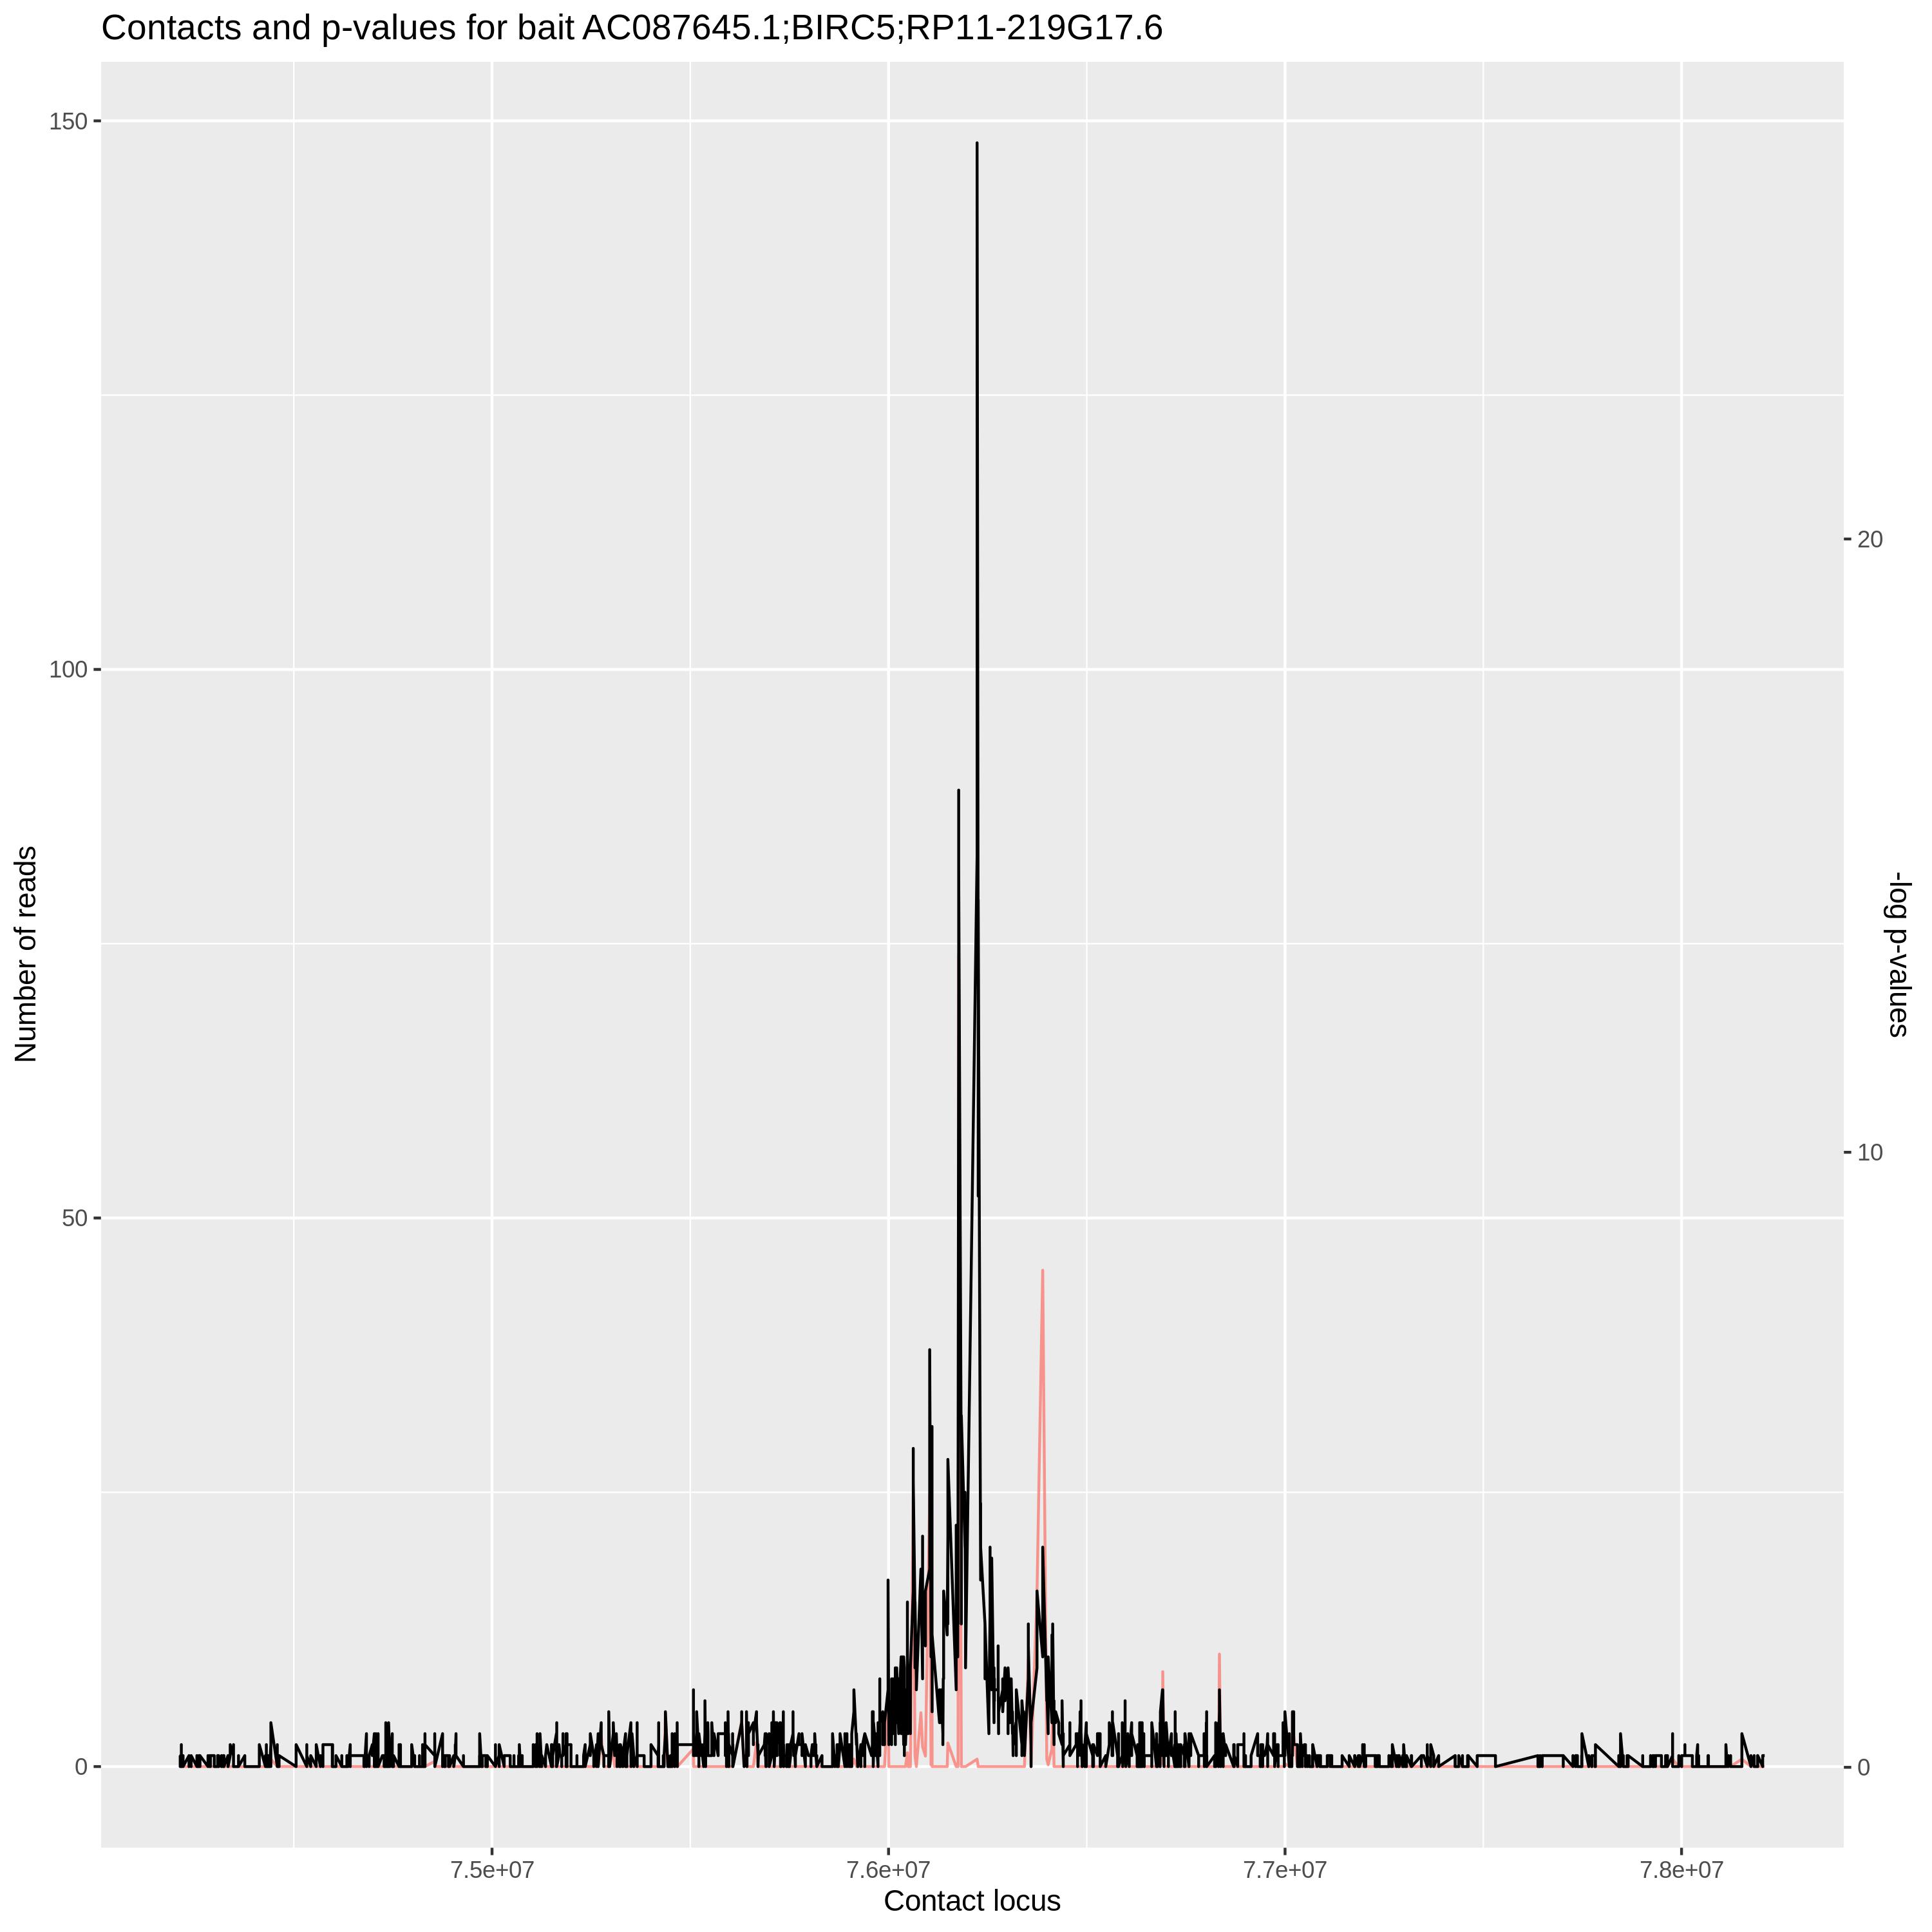 Contacts and p-values for bait AC087645.1;BIRC5;RP11-219G17.6
150
100
50
0
Number of reads
20
10
0
-log p-values
7.5e+07
7.6e+07
7.7e+07
7.8e+07
Contact locus